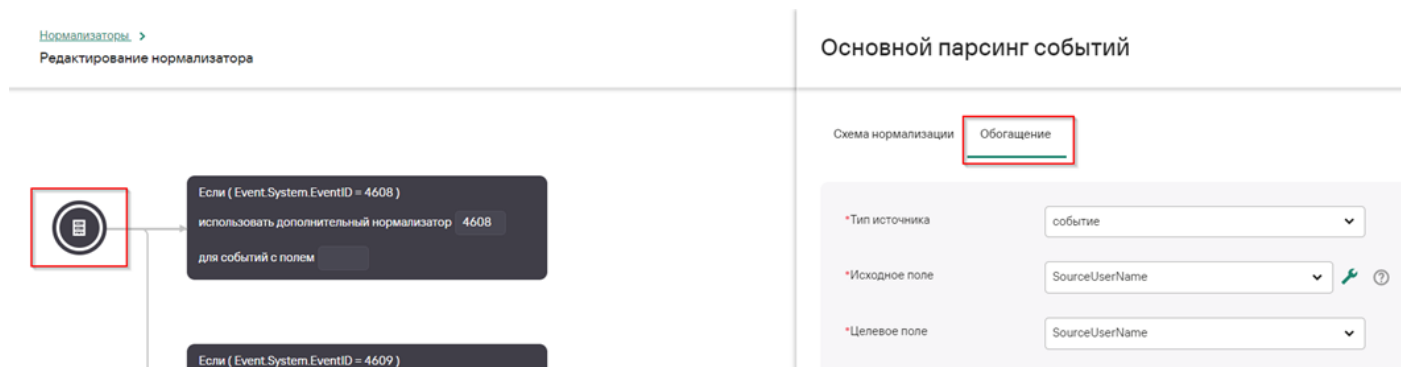 Нормализаторы >
Редактирование нормализатора
Если ( Event.System.EventID = 4608 )
использовать дополнительный нормализатор 4608
для событий с полем
Если ( Event.System.EventID = 4609 )
Основной парсинг событий
Схема нормализации Обогащение
*Тип источника событие
*Исходное поле SourceUserName ?
*Целевое поле SourceUserName